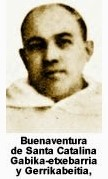 Buenaventura
de Santa Catalina
Gabika-etxebarria
y Gerrikabeitia,